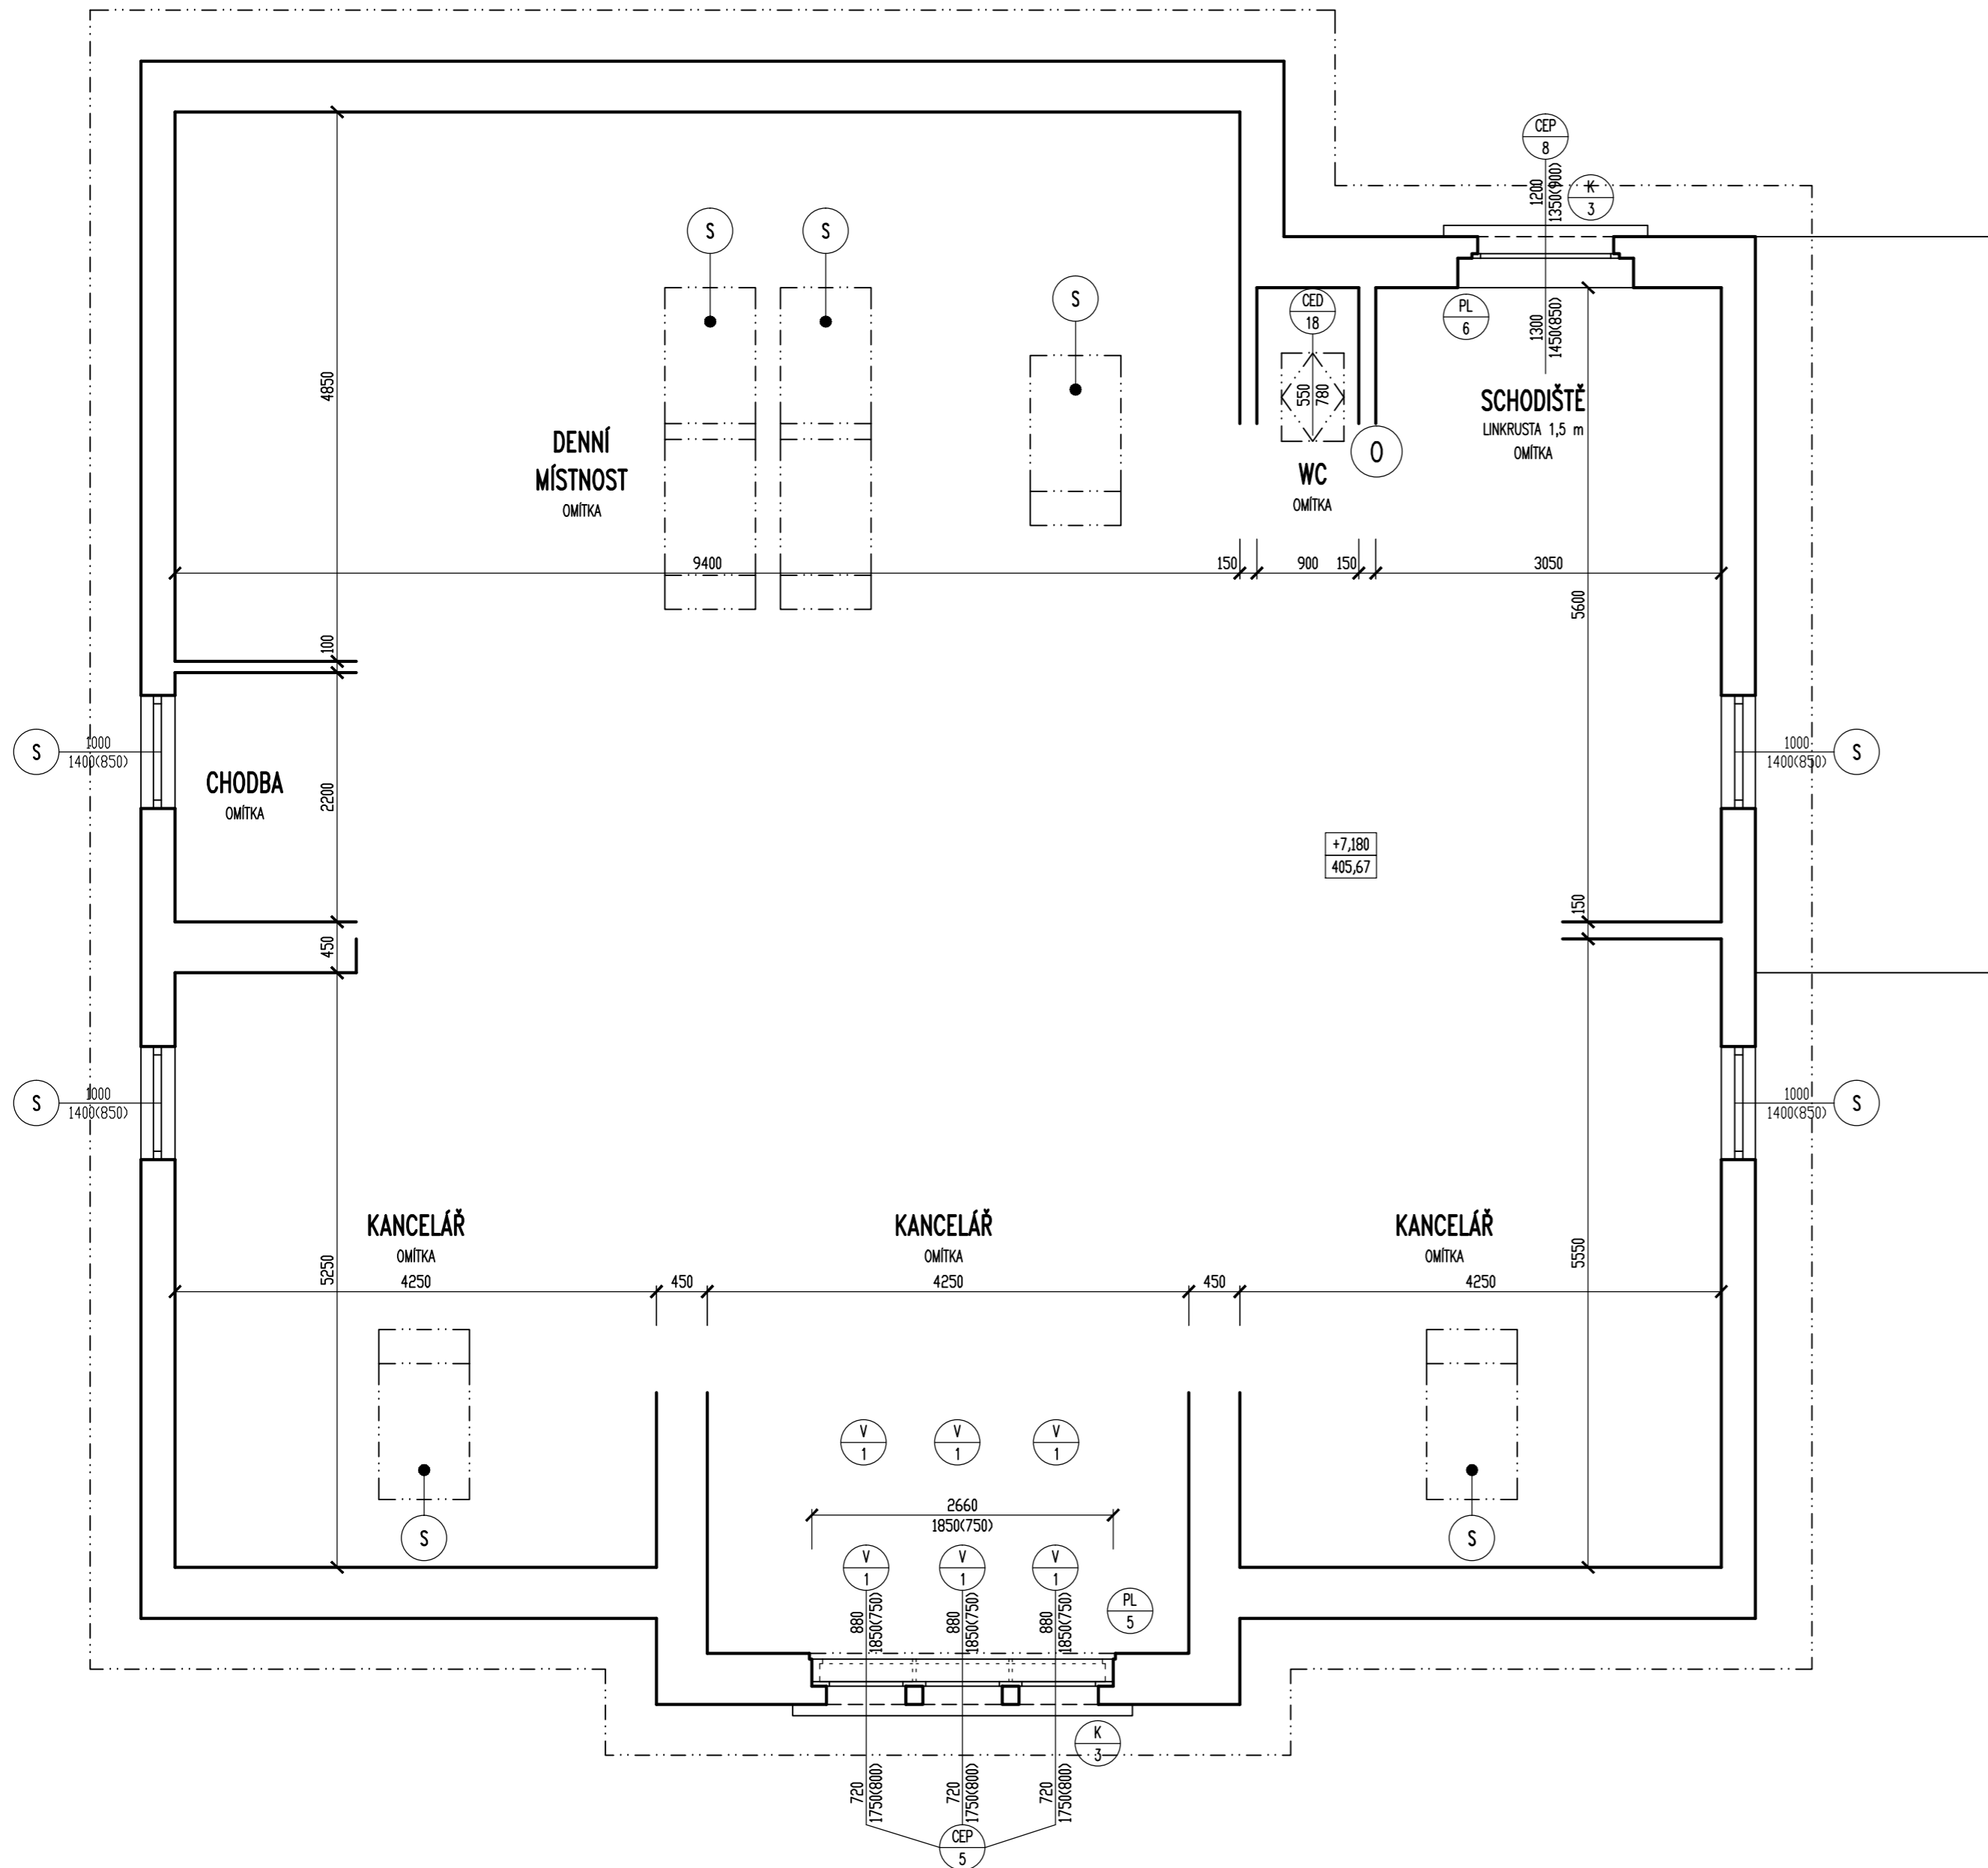 CEP
8
1200
1350(900)
K
3
S
S
S
CED
18
PL
6
1300
1450(850)
550
780
4850
SCHODIŠTĚ
LINKRUSTA 1,5 m
OMÍTKA
DENNÍ
MÍSTNOST
OMÍTKA
O
WC
OMÍTKA
9400
150
900
150
3050
5600
100
S
1000
1400(850)
1000
1400(850)
S
CHODBA
OMÍTKA
2200
+7,180
405,67
150
450
S
1000
1400(850)
1000
1400(850)
S
KANCELÁŘ
OMÍTKA
KANCELÁŘ
OMÍTKA
KANCELÁŘ
OMÍTKA
5250
5550
4250
450
4250
450
4250
V
1
V
1
V
1
2660
1850(750)
S
S
V
1
V
1
V
1
PL
5
880
1850(750)
880
1850(750)
880
1850(750)
K
3
720
1750(800)
720
1750(800)
720
1750(800)
CEP
5